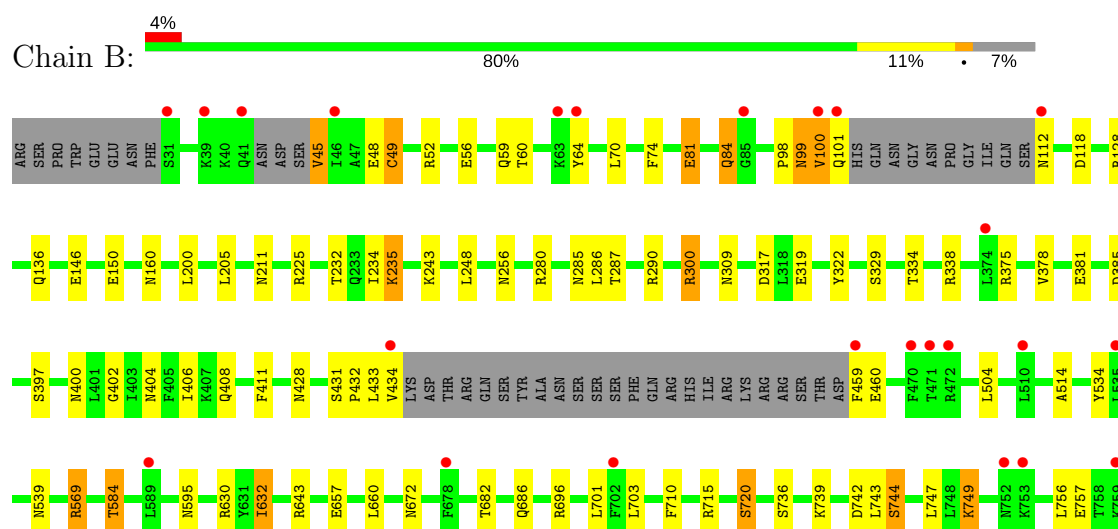 4%
Chain B:
80% 11% • 7%
ARG SER PRO TRP GLU GLU ASN PHE S31 K39 K40 Q41 ASN ASP SER V45 I46 A47 E48 C49 R52 E56 Q59 T60 K63 Y64 L70 F74 E81 Q84 G85 P98 N99 V100 Q101 HIS GLN ASN GLY ASN PRO GLY ILE GLN SER N112 D118
Q136 E146 E150 N160 L200 L205 N211 R225 T232 Q233 I234 K235 K243 L248 N256 R280 N285 L286 T287 R290 R300 N309 D317 L318 E319 Y322 S329 T334 R338 L374 R375 V378 E381
S397 N400 L401 G402 I403 N404 F405 I406 K407 Q408 F411 N428 S431 P432 L433 V434 LYS ASP THR ARG GLN SER TYR ALA ASN SER SER SER PHE GLN ARG HIS ILE ARG LYS ARG ARG SER THR ASP F459 E460 F470 T471 R472 L504 L510 A514 Y534
N539 R569 T584 L589 N595 R630 Y631 I632 R643 E657 L660 N672 F678 T682 Q686 R696 L701 F702 L703 F710 R715 S720 S736 K739 D742 L743 S744 L747 L748 K749 N752 K753 L756 E757 T758